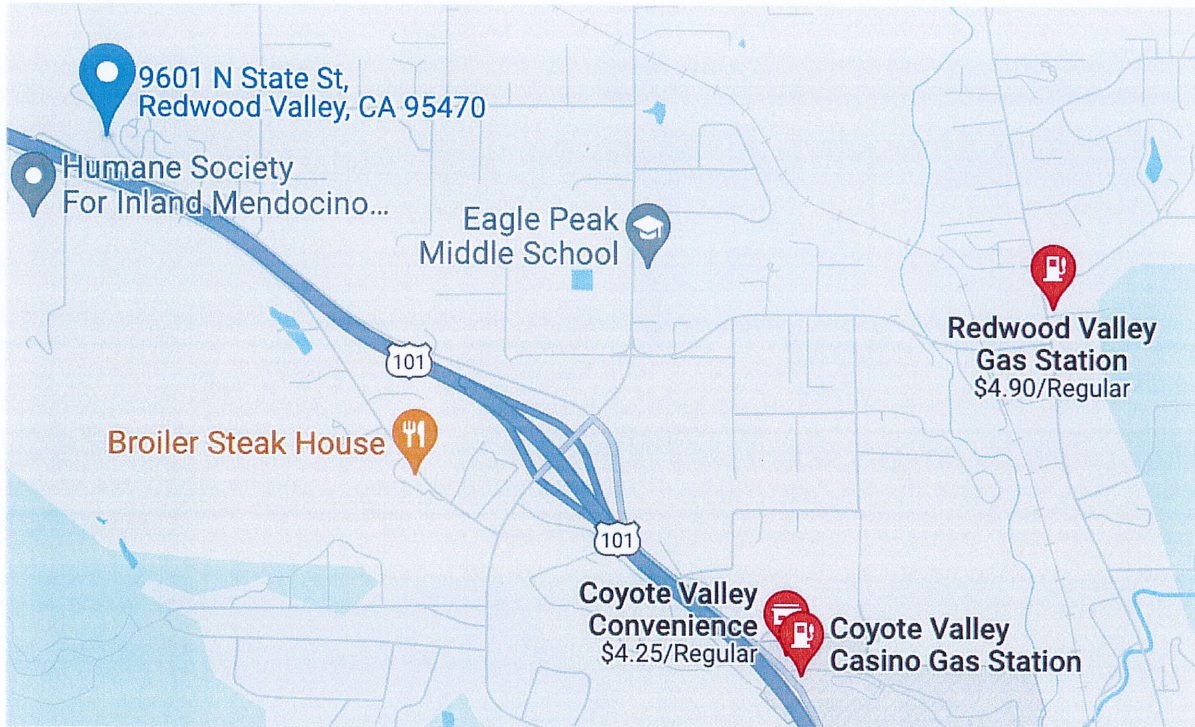 9601 N State St,
Redwood Valley, CA 95470
Humane Society
For Inland Mendocino...
Eagle Peak
Middle School
Redwood Valley
Gas Station
$4.90/Regular
101
Broiler Steak House
101
Coyote Valley
Convenience
$4.25/Regular
Coyote Valley
Casino Gas Station